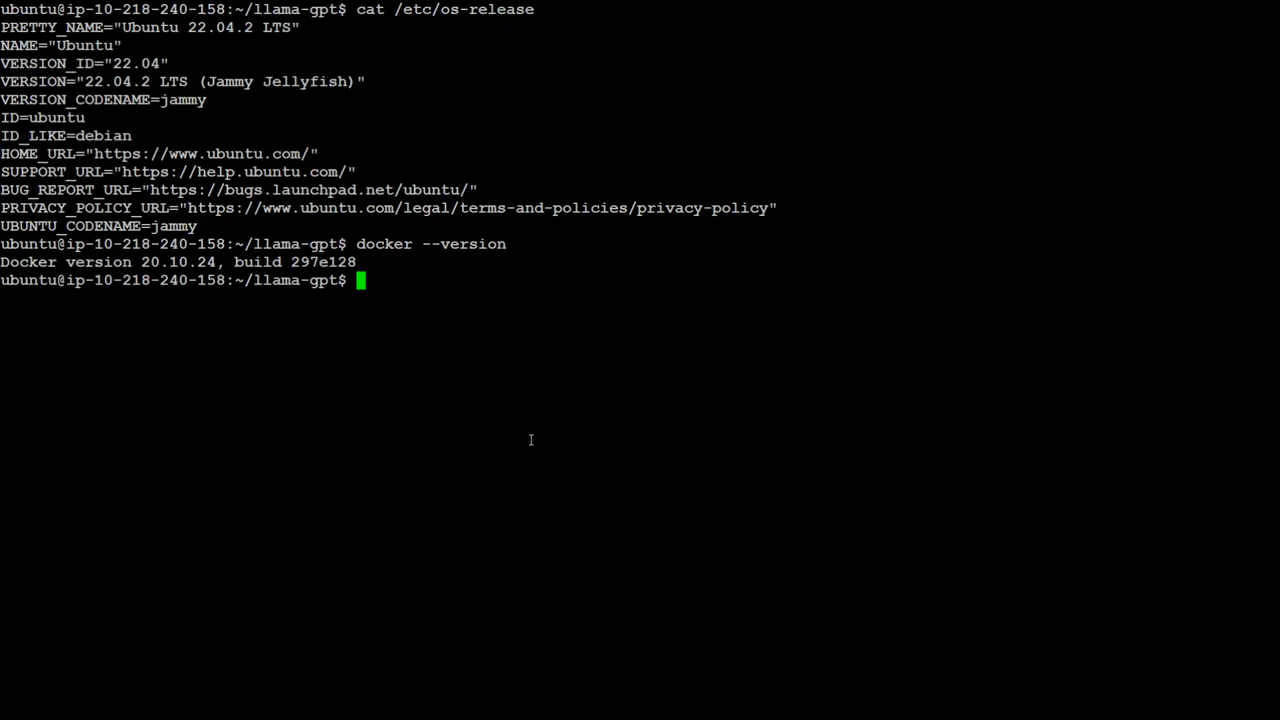 ubuntu@ip-10-218-240-158:~/llama-gpt$ cat /etc/os-release
PRETTY_NAME="Ubuntu 22.04.2 LTS"
NAME="Ubuntu"
VERSION_ID="22.04"
VERSION="22.04.2 LTS (Jammy Jellyfish)"
VERSION_CODENAME=jammy
ID=ubuntu
ID_LIKE=debian
HOME_URL="https://www.ubuntu.com/"
SUPPORT_URL="https://help.ubuntu.com/"
BUG_REPORT_URL="https://bugs.launchpad.net/ubuntu/"
PRIVACY_POLICY_URL="https://www.ubuntu.com/legal/terms-and-policies/privacy-policy"
UBUNTU_CODENAME=jammy
ubuntu@ip-10-218-240-158:~/llama-gpt$ docker --version
Docker version 20.10.24, build 297e128
ubuntu@ip-10-218-240-158:~/llama-gpt$